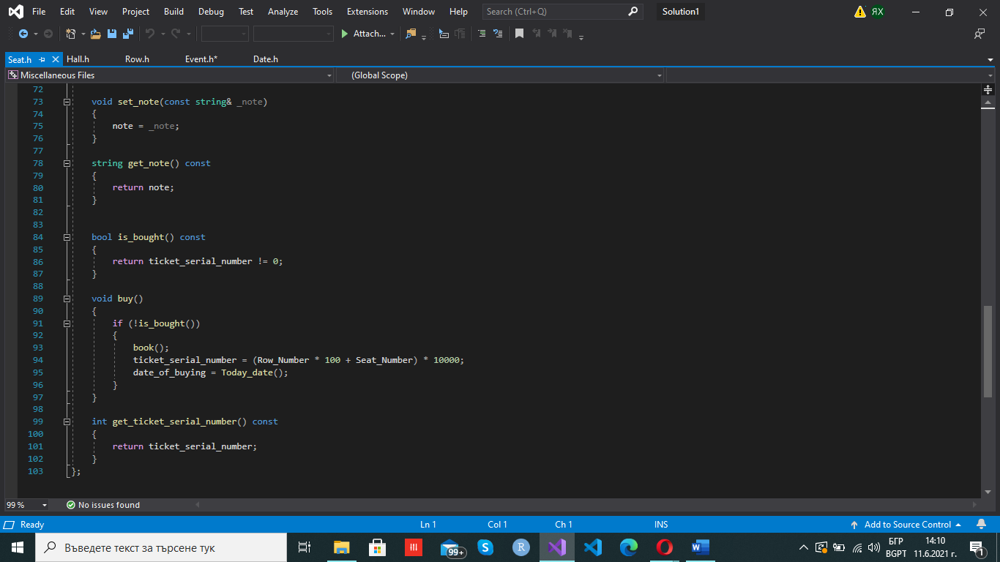 File Edit View Project Build Debug Test Analyze Tools Extensions Window Help Search (Ctrl+Q) Solution1 ЯХ
Attach...
Seat.h Hall.h Row.h Event.h* Date.h
Miscellaneous Files (Global Scope)
72
73 void set_note(const string& _note)
74 {
75 note = _note;
76 }
77
78 string get_note() const
79 {
80 return note;
81 }
82
83
84 bool is_bought() const
85 {
86 return ticket_serial_number != 0;
87 }
88
89 void buy()
90 {
91 if (!is_bought())
92 {
93 book();
94 ticket_serial_number = (Row_Number * 100 + Seat_Number) * 10000;
95 date_of_buying = Today_date();
96 }
97 }
98
99 int get_ticket_serial_number() const
100 {
101 return ticket_serial_number;
102 }
103 };
99 % No issues found
Ready Ln 1 Col 1 Ch 1 INS Add to Source Control
Въведете текст за търсене тук 99+ R БГР 14:10
BGPT 11.6.2021 г. 1